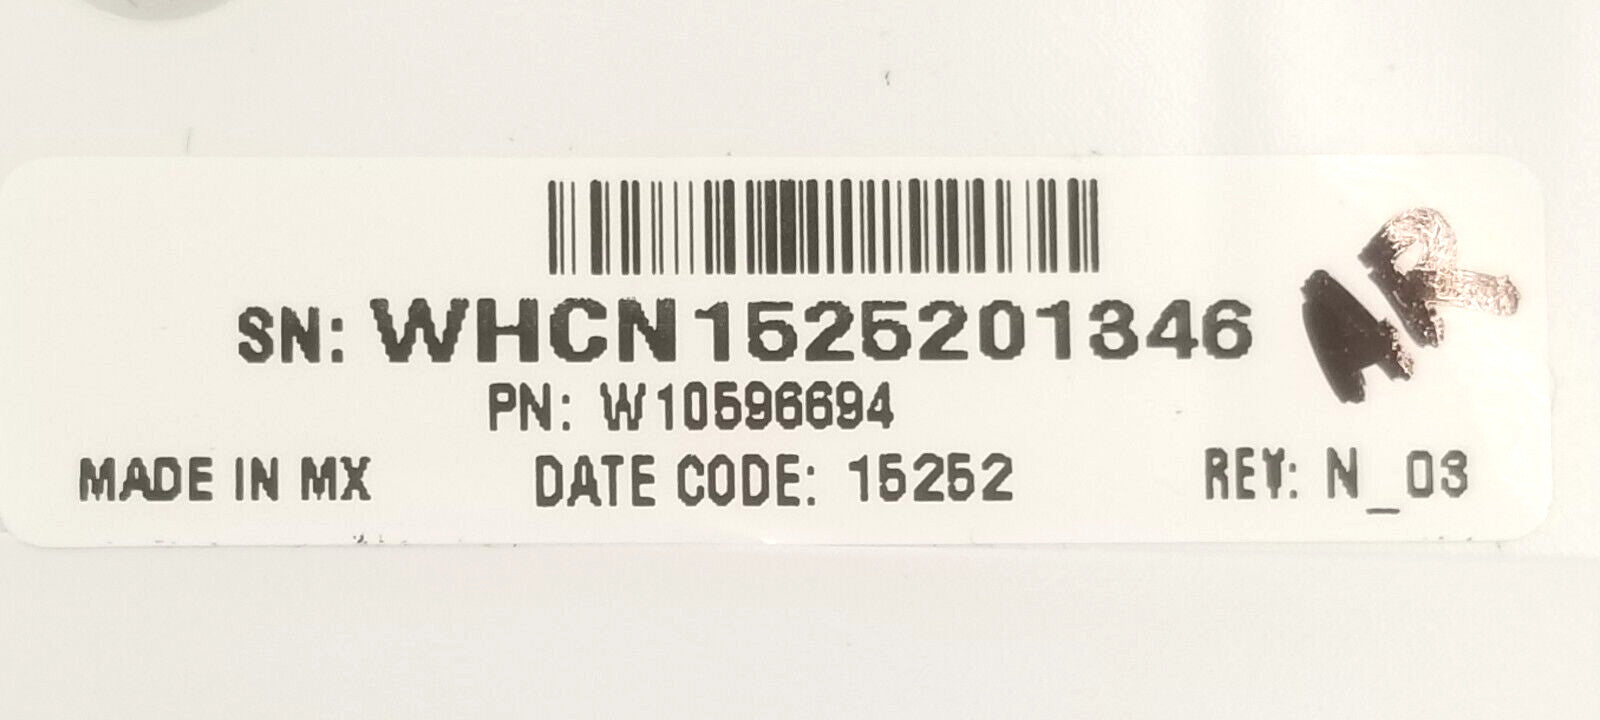 SN: WHCN1525201346
PN: W10596694
MADE IN MX DATE CODE: 15252 REV: N_03